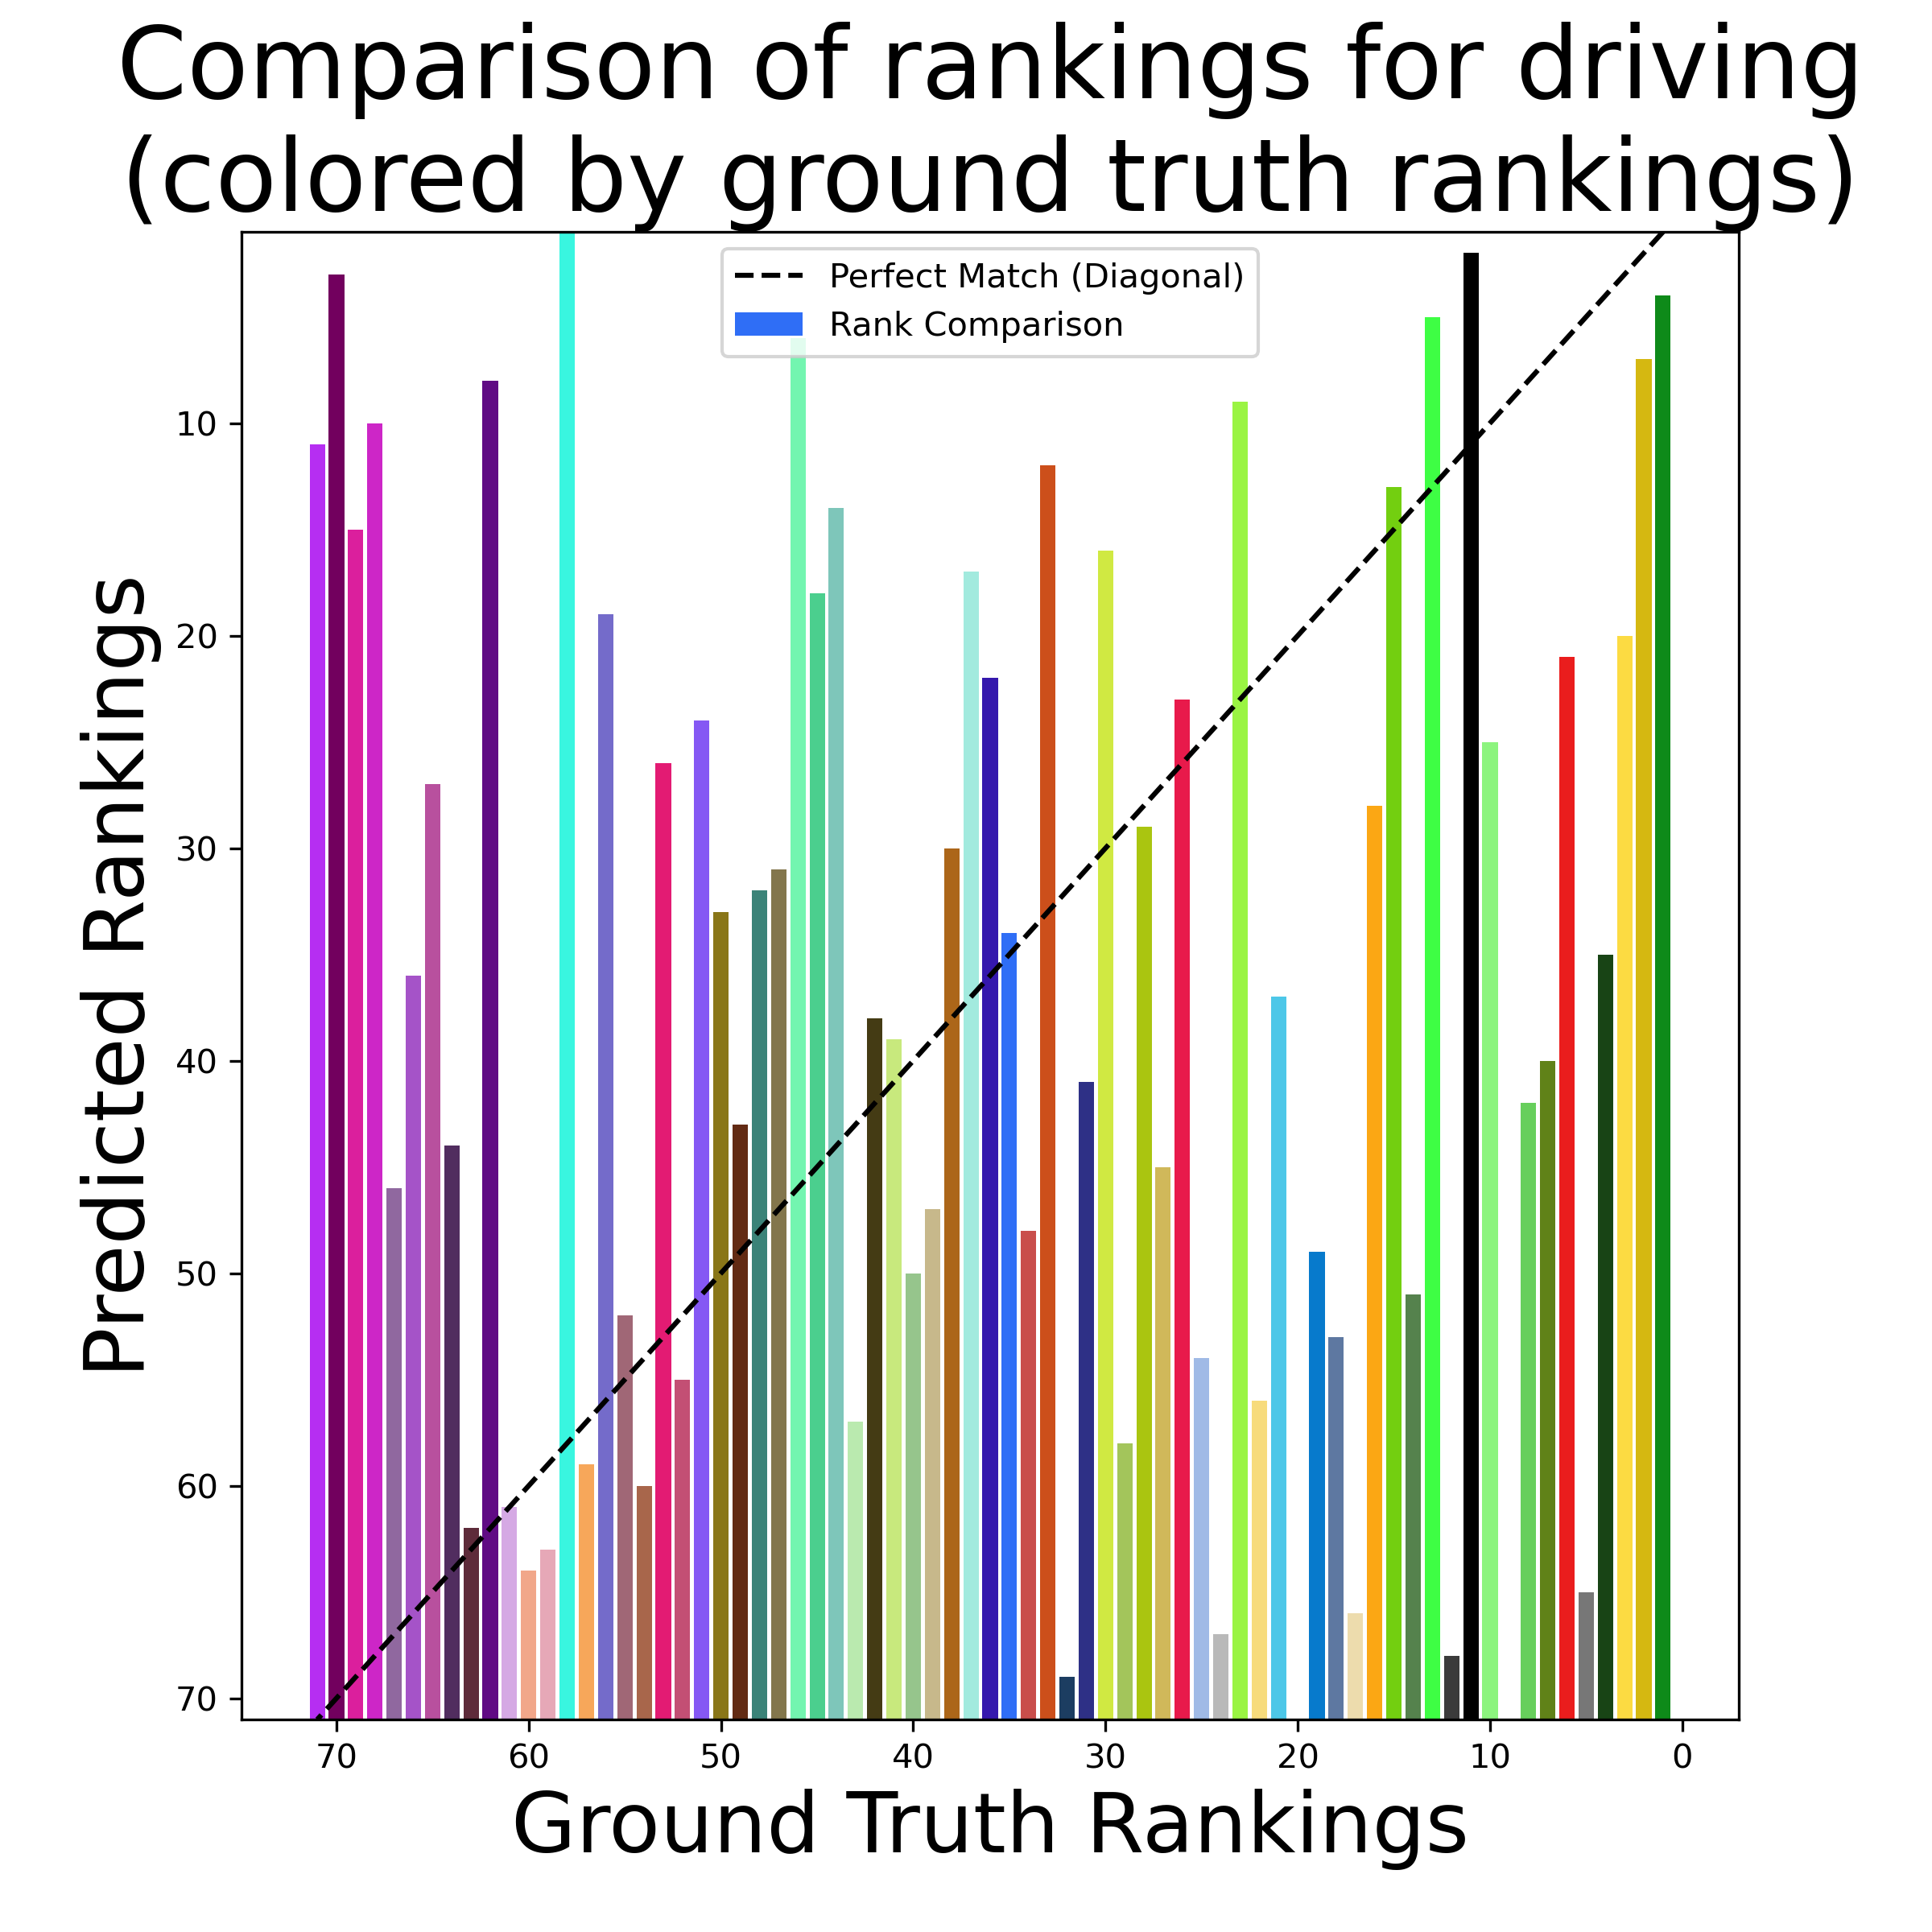 Comparison of rankings for driving
(colored by ground truth rankings)
Perfect Match (Diagonal)
Rank Comparison
Predicted Rankings
10
20
30
40
50
60
70
70 60 50 40 30 20 10 0
Ground Truth Rankings